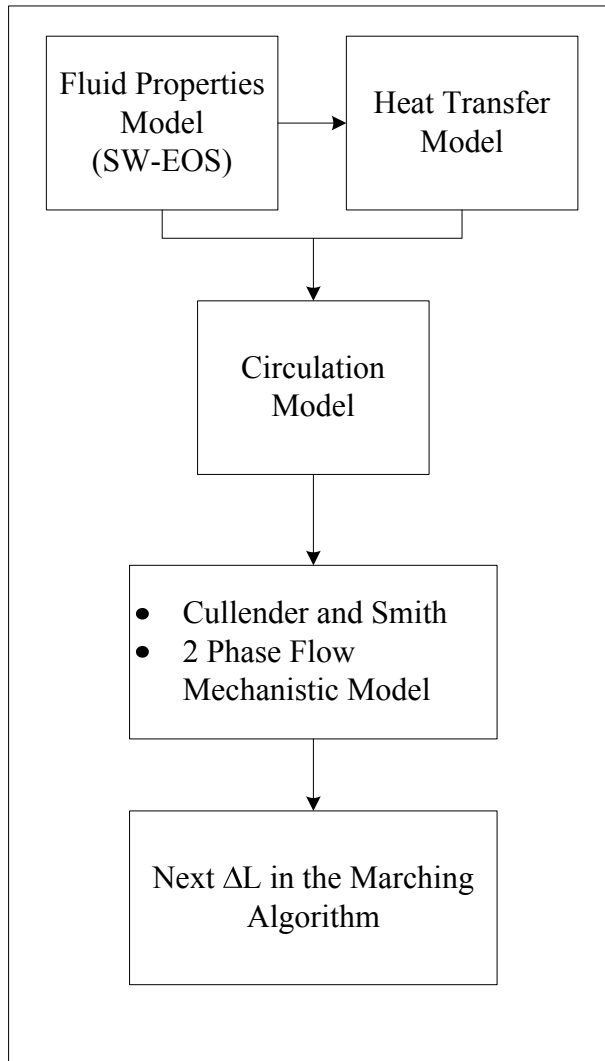 Fluid Properties
Model
(SW-EOS)
Heat Transfer
Model
Circulation
Model
• Cullender and Smith
• 2 Phase Flow
Mechanistic Model
Next ΔL in the Marching
Algorithm